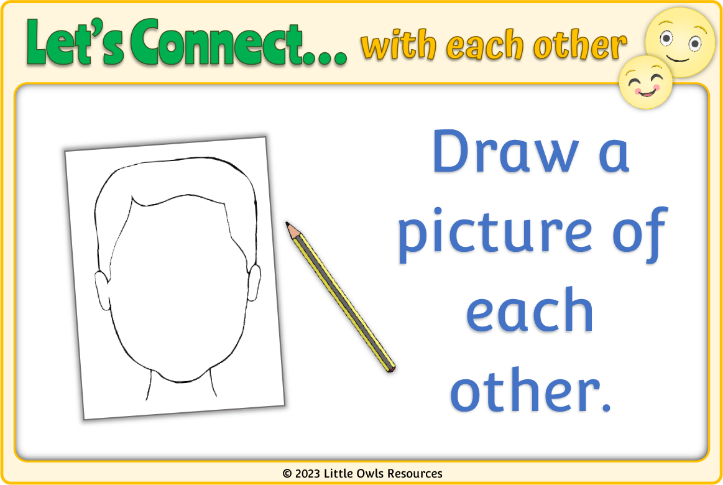 Let's Connect... with each other
Draw a
picture of
each
other.
© 2023 Little Owls Resources